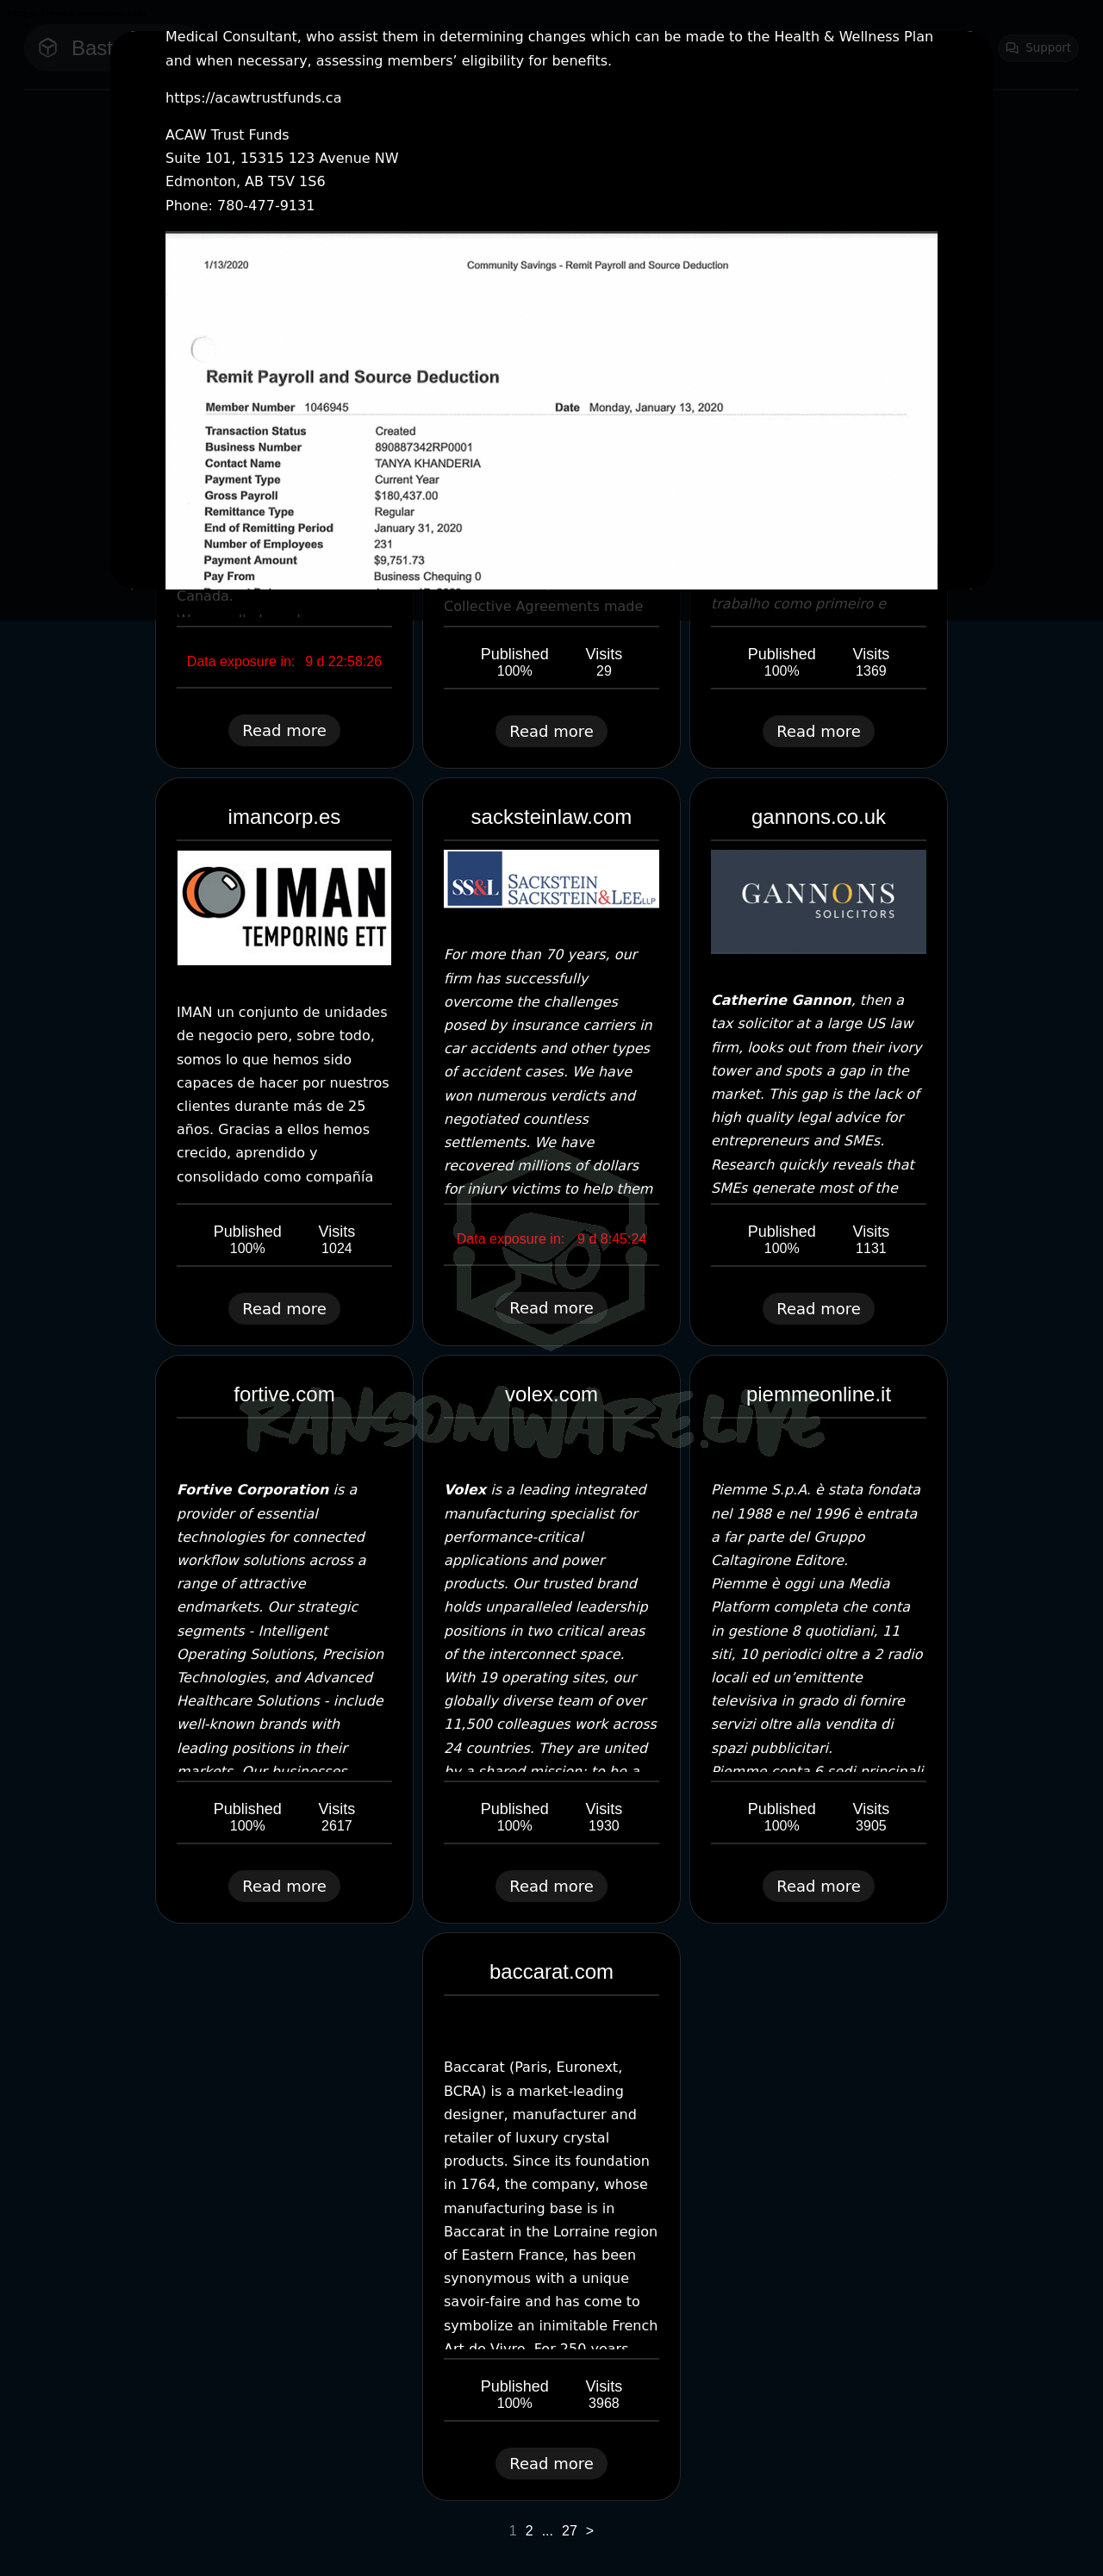 Medical Consultant, who assist them in determining changes which can be made to the Health & Wellness Plan
and when necessary, assessing members’ eligibility for benefits.
Support
https://acawtrustfunds.ca
ACAW Trust Funds
Suite 101, 15315 123 Avenue NW
Edmonton, AB T5V 1S6
Phone: 780-477-9131
1/13/2020 Community Savings - Remit Payroll and Source Deduction
Remit Payroll and Source Deduction
Member Number 1046945 Date Monday, January 13, 2020
Transaction Status Created
Business Number 890887342RP0001
Contact Name TANYA KHANDERIA
Payment Type Current Year
Gross Payroll $180,437.00
Remittance Type Regular
End of Remitting Period January 31, 2020
Number of Employees 231
Payment Amount $9,751.73
Pay From Business Chequing 0
Canada.
Data exposure in: 9 d 22:58:26
Read more
Collective Agreements made
Published Visits
100% 29
Read more
trabalho como primeiro e
Published Visits
100% 1369
Read more
imancorp.es
IMAN
TEMPORING ETT
IMAN un conjunto de unidades
de negocio pero, sobre todo,
somos lo que hemos sido
capaces de hacer por nuestros
clientes durante más de 25
años. Gracias a ellos hemos
crecido, aprendido y
consolidado como compañía
Published Visits
100% 1024
Read more
sacksteinlaw.com
SS&L
SACKSTEIN
SACKSTEIN&LEE LLP
For more than 70 years, our
firm has successfully
overcome the challenges
posed by insurance carriers in
car accidents and other types
of accident cases. We have
won numerous verdicts and
negotiated countless
settlements. We have
recovered millions of dollars
for injury victims to help them
Data exposure in: 9 d 8:45:24
Read more
gannons.co.uk
GANNONS
SOLICITORS
Catherine Gannon, then a
tax solicitor at a large US law
firm, looks out from their ivory
tower and spots a gap in the
market. This gap is the lack of
high quality legal advice for
entrepreneurs and SMEs.
Research quickly reveals that
SMEs generate most of the
Published Visits
100% 1131
Read more
RANSOMWARE.LIVE
fortive.com
Fortive Corporation is a
provider of essential
technologies for connected
workflow solutions across a
range of attractive
endmarkets. Our strategic
segments - Intelligent
Operating Solutions, Precision
Technologies, and Advanced
Healthcare Solutions - include
well-known brands with
leading positions in their
markets. Our businesses
Published Visits
100% 2617
Read more
volex.com
Volex is a leading integrated
manufacturing specialist for
performance-critical
applications and power
products. Our trusted brand
holds unparalleled leadership
positions in two critical areas
of the interconnect space.
With 19 operating sites, our
globally diverse team of over
11,500 colleagues work across
24 countries. They are united
by a shared mission: to be a
Published Visits
100% 1930
Read more
piemmeonline.it
Piemme S.p.A. è stata fondata
nel 1988 e nel 1996 è entrata
a far parte del Gruppo
Caltagirone Editore.
Piemme è oggi una Media
Platform completa che conta
in gestione 8 quotidiani, 11
siti, 10 periodici oltre a 2 radio
locali ed un’emittente
televisiva in grado di fornire
servizi oltre alla vendita di
spazi pubblicitari.
Piemme conta 6 sedi principali
Published Visits
100% 3905
Read more
baccarat.com
Baccarat (Paris, Euronext,
BCRA) is a market-leading
designer, manufacturer and
retailer of luxury crystal
products. Since its foundation
in 1764, the company, whose
manufacturing base is in
Baccarat in the Lorraine region
of Eastern France, has been
synonymous with a unique
savoir-faire and has come to
symbolize an inimitable French
Art de Vivre. For 250 years
Published Visits
100% 3968
Read more
1 2 ... 27 >